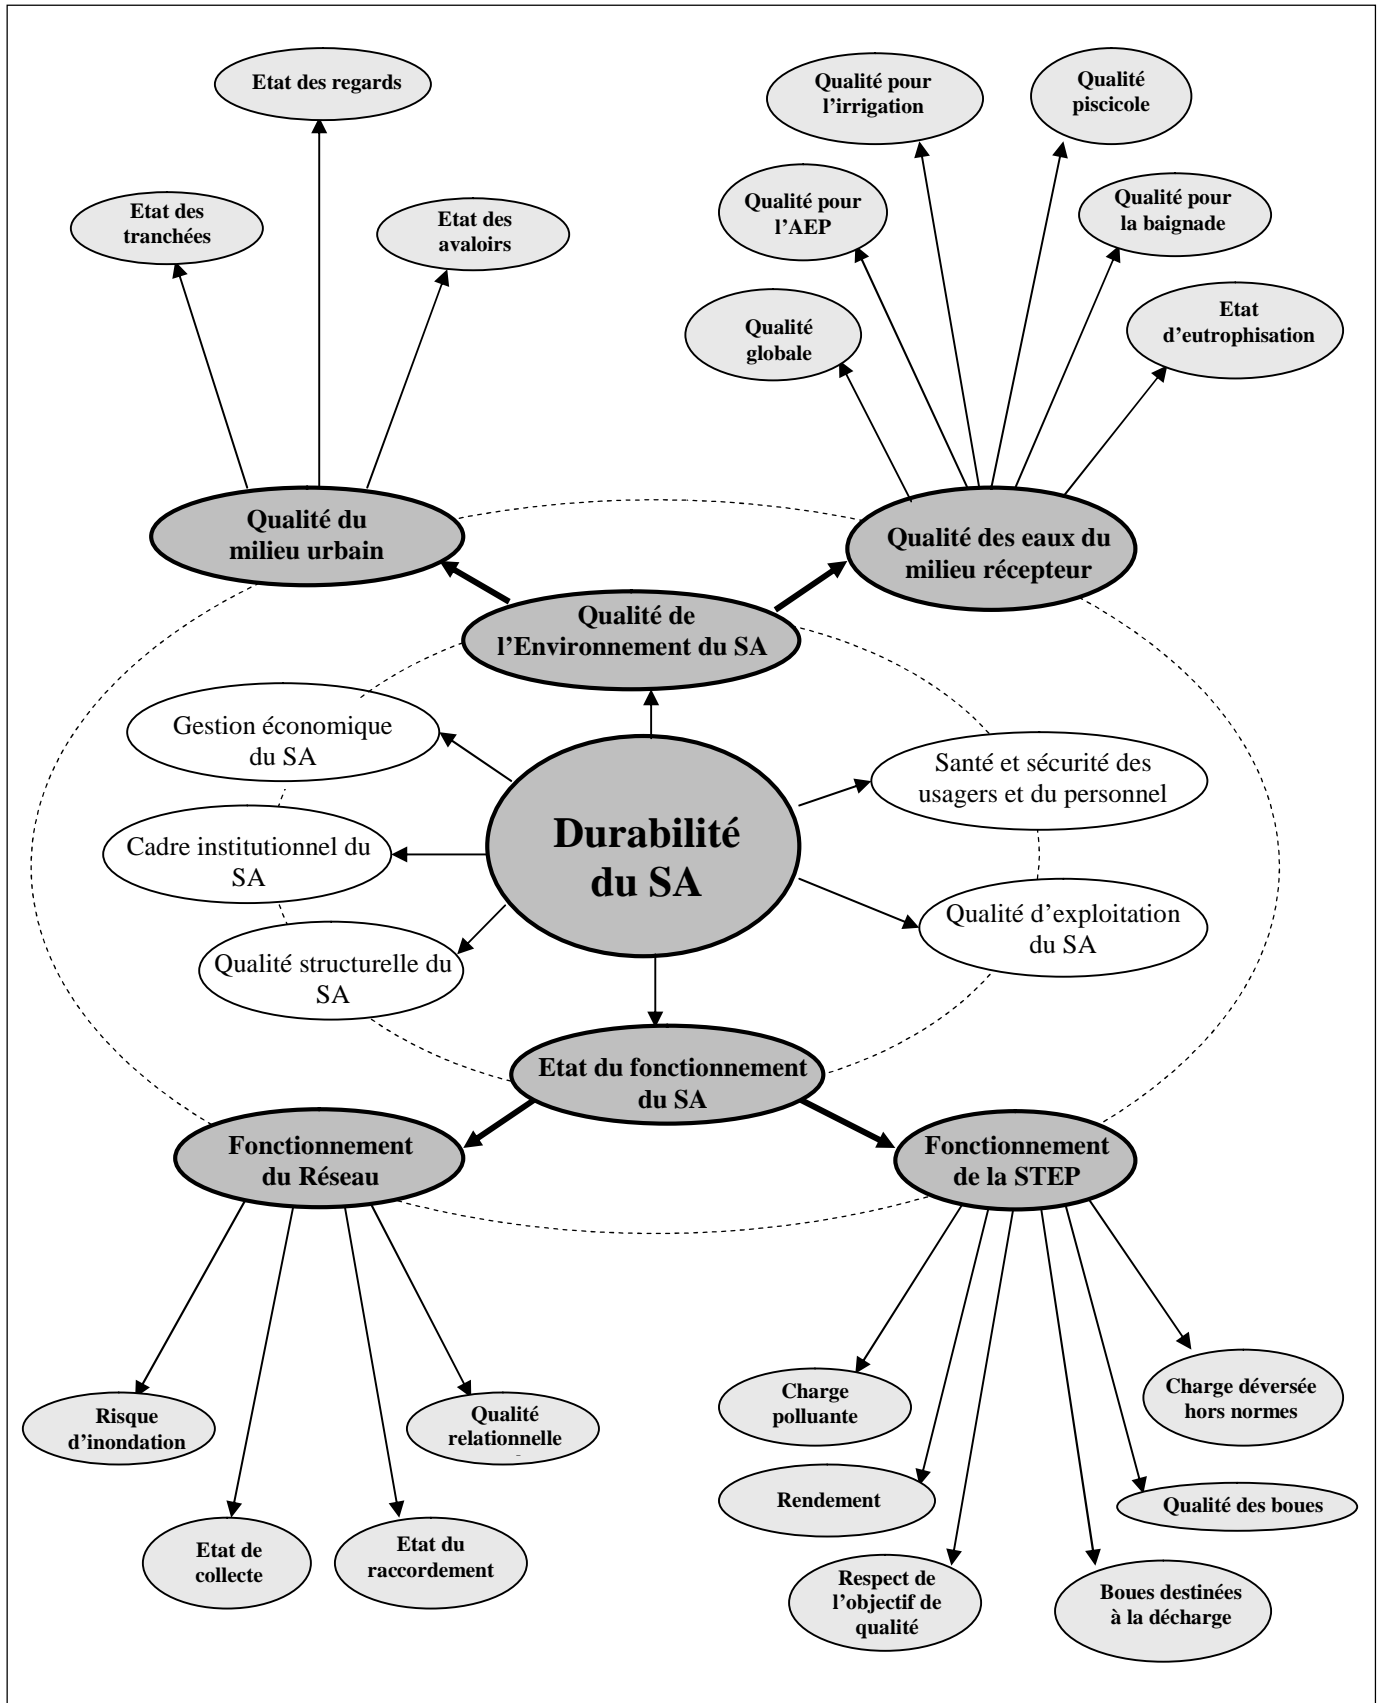 Etat des regards
Qualité pour
l’irrigation
Qualité
piscicole
Etat des
tranchées
Etat des
avaloirs
Qualité pour
l’AEP
Qualité pour
la baignade
Qualité
globale
Etat
d’eutrophisation
Qualité du
milieu urbain
Qualité des eaux du
milieu récepteur
Qualité de
l’Environnement du SA
Gestion économique
du SA
Santé et sécurité des
usagers et du personnel
Durabilité
du SA
Cadre institutionnel du
SA
Qualité d’exploitation
du SA
Qualité structurelle du
SA
Etat du fonctionnement
du SA
Fonctionnement
du Réseau
Fonctionnement
de la STEP
Risque
d’inondation
Qualité
relationnelle
Charge
polluante
Charge déversée
hors normes
Rendement
Qualité des boues
Etat de
collecte
Etat du
raccordement
Respect de
l’objectif de
qualité
Boues destinées
à la décharge